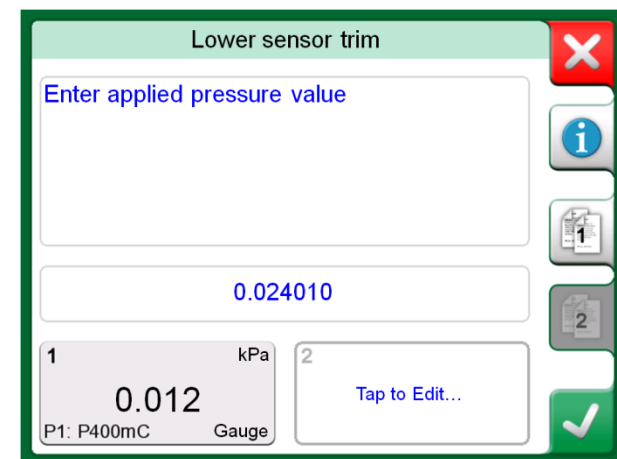 Lower sensor trim
Enter applied pressure value
i
1
0.024010
2
1 kPa
0.012
P1: P400mC Gauge
2
Tap to Edit...